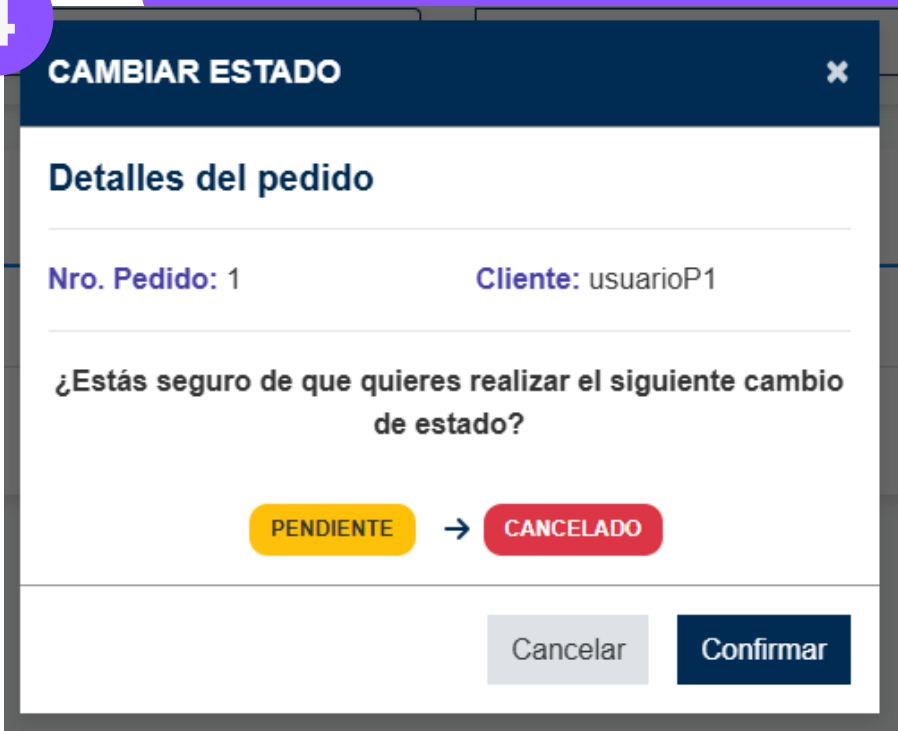 4
CAMBIAR ESTADO ×
Detalles del pedido
Nro. Pedido: 1 Cliente: usuarioP1
¿Estás seguro de que quieres realizar el siguiente cambio
de estado?
PENDIENTE → CANCELADO
Cancelar Confirmar